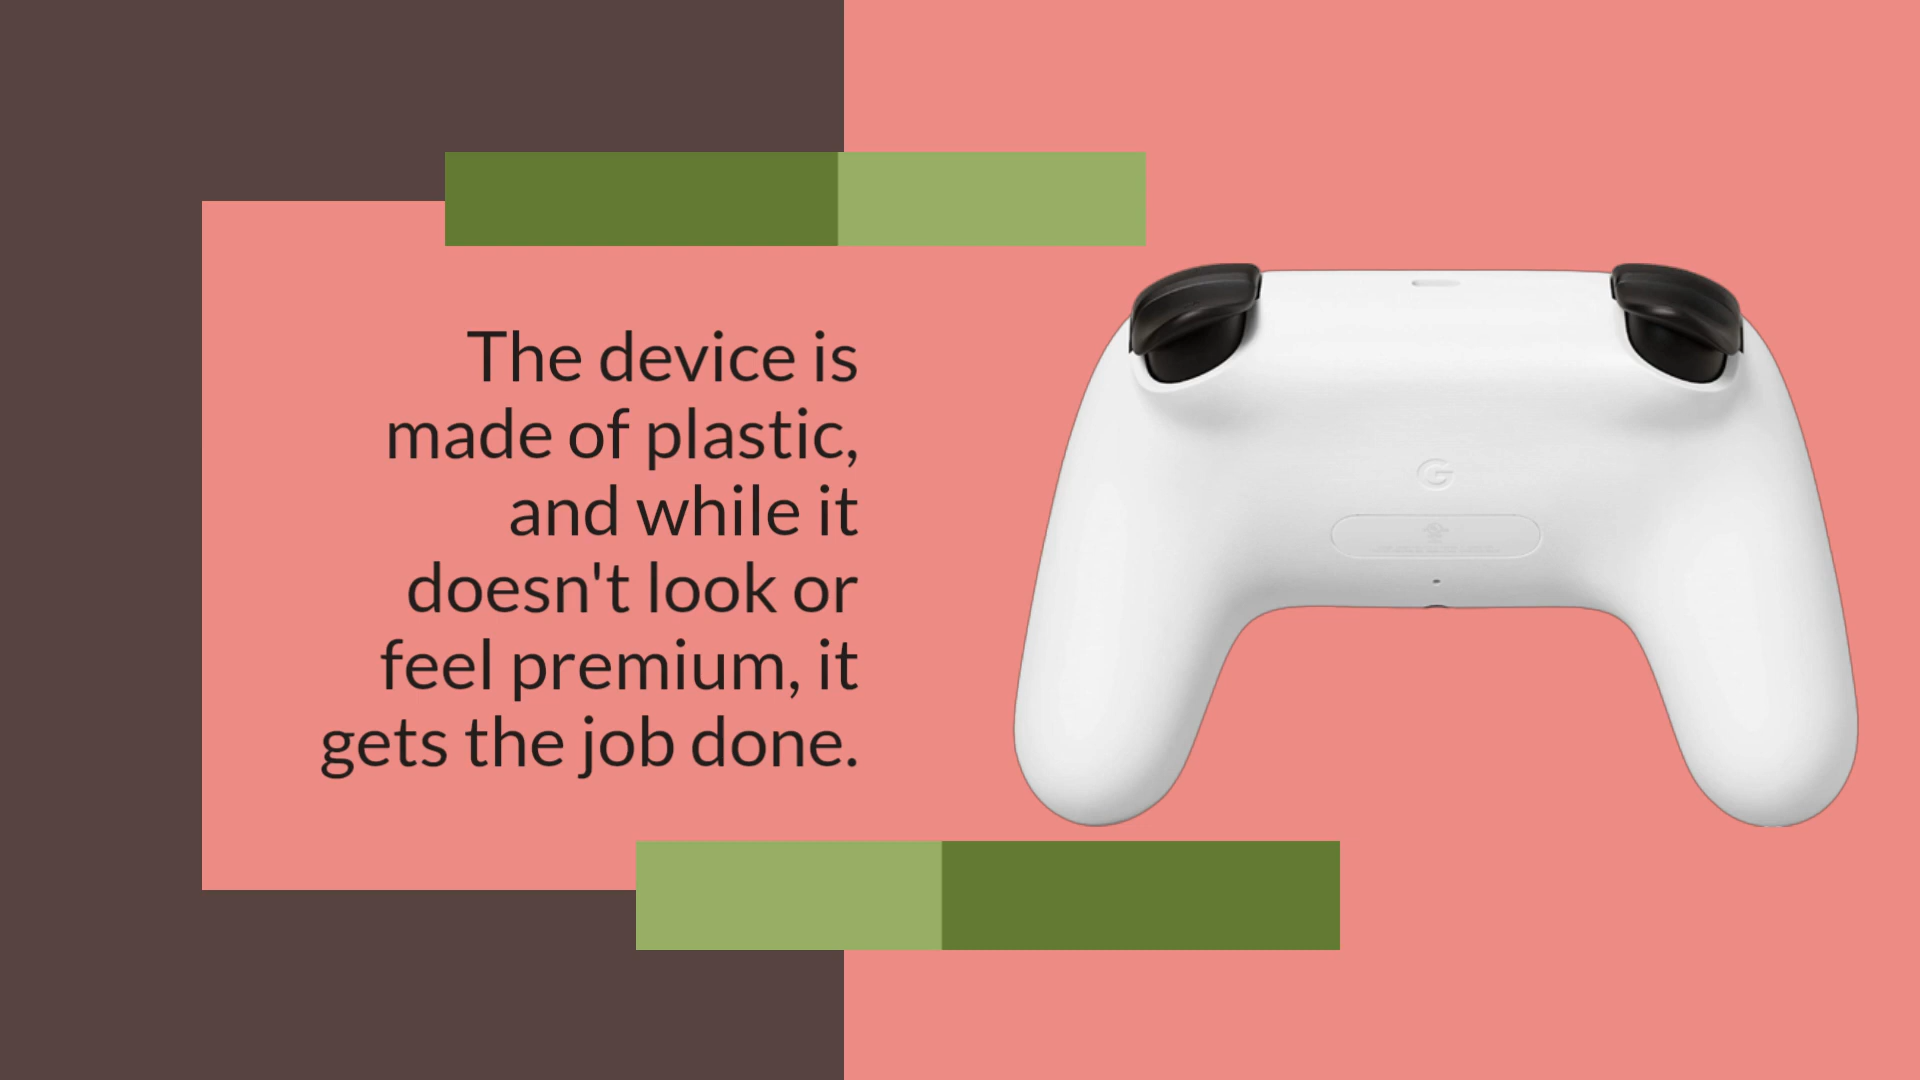 The device is
made of plastic,
and while it
doesn't look or
feel premium, it
gets the job done.
G